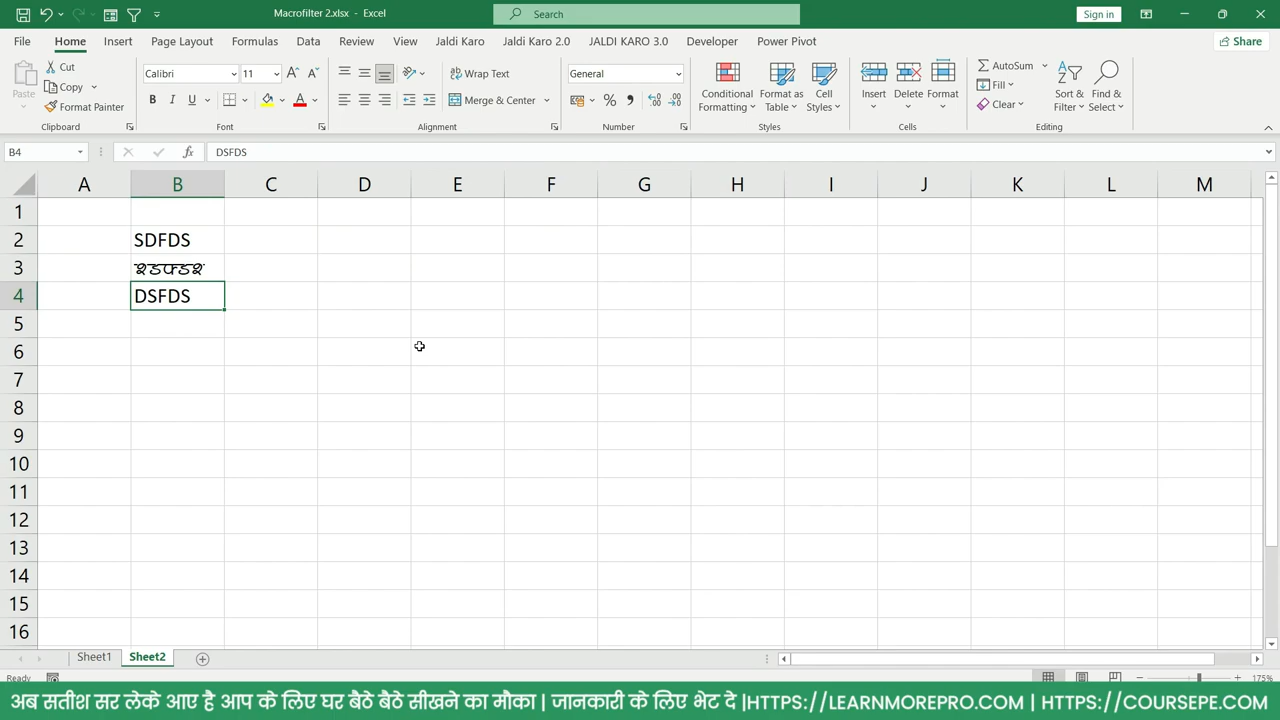 Macrofilter 2.xlsx - Excel
Search
Sign in
File Home Insert Page Layout Formulas Data Review View Jaldi Karo Jaldi Karo 2.0 JALDI KARO 3.0 Developer Power Pivot
Share
Paste
Cut
Copy
Format Painter
Clipboard
Calibri 11
B I U
Font
Wrap Text
Merge & Center
Alignment
General
Number
Conditional Formatting
Format as Table
Cell Styles
Styles
Insert
Delete
Format
Cells
AutoSum
Fill
Clear
Sort & Filter
Find & Select
Editing
B4 fx DSFDS
A B C D E F G H I J K L M
1
2 SDFDS
3
4 DSFDS
5
6
7
8
9
10
11
12
13
14
15
16
Sheet1 Sheet2
Ready
175%
अब सतीश सर लेके आए है आप के लिए घर बैठे बैठे सीखने का मौका | जानकारी के लिए भेट दे |HTTPS://LEARNMOREPRO.COM | HTTPS://COURSEPE.COM